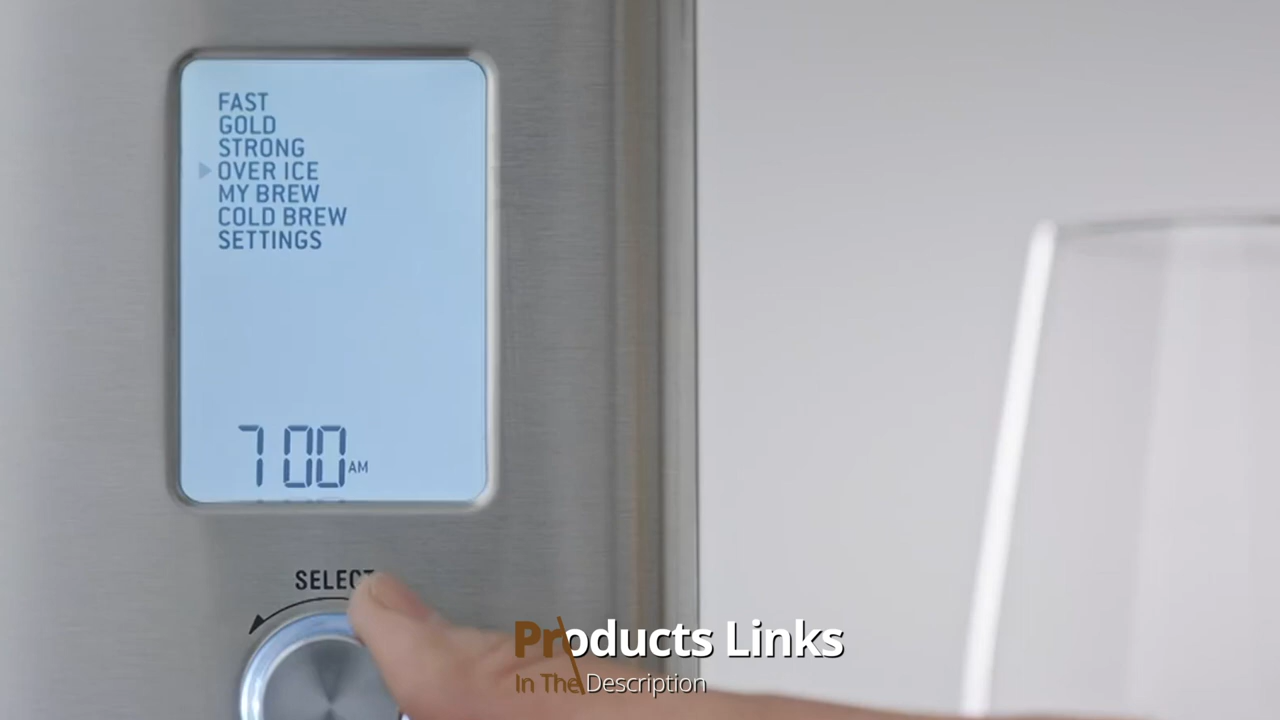 FAST
GOLD
STRONG
OVER ICE
MY BREW
COLD BREW
SETTINGS
7 00 AM
SELECT
Products Links
In The Description